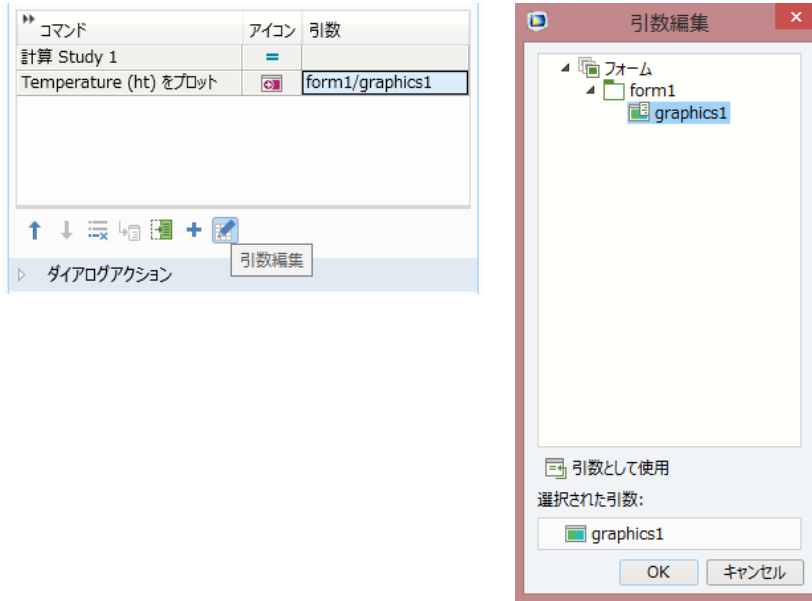 コマンド アイコン 引数
計算 Study 1
Temperature (ht) をプロット form1/graphics1
引数編集
ダイアログアクション
引数編集
フォーム
form1
graphics1
引数として使用
選択された引数:
graphics1
OK キャンセル